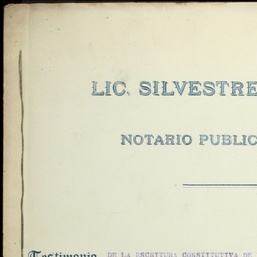 LIC. SILVESTRE
NOTARIO PUBLIC
Testimonio DE LA ESCRITURA CONSTITUTIVA DE